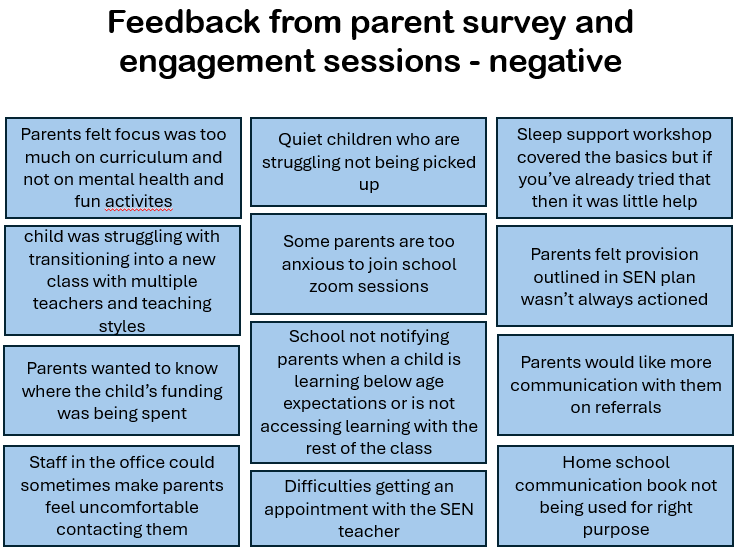 Feedback from parent survey and
engagement sessions - negative
Parents felt focus was too
much on curriculum and
not on mental health and
fun activites
child was struggling with
transitioning into a new
class with multiple
teachers and teaching
styles
Parents wanted to know
where the child's funding
was being spent
Staff in the office could
sometimes make parents
feel uncomfortable
contacting them
Quiet children who are
struggling not being picked
up
Some parents are too
anxious to join school
zoom sessions
School not notifying
parents when a child is
learning below age
expectations or is not
accessing learning with the
rest of the class
Difficulties getting an
appointment with the SEN
teacher
Sleep support workshop
covered the basics but if
you've already tried that
then it was little help
Parents felt provision
outlined in SEN plan
wasn't always actioned
Parents would like more
communication with them
on referrals
Home school
communication book not
being used for right
purpose